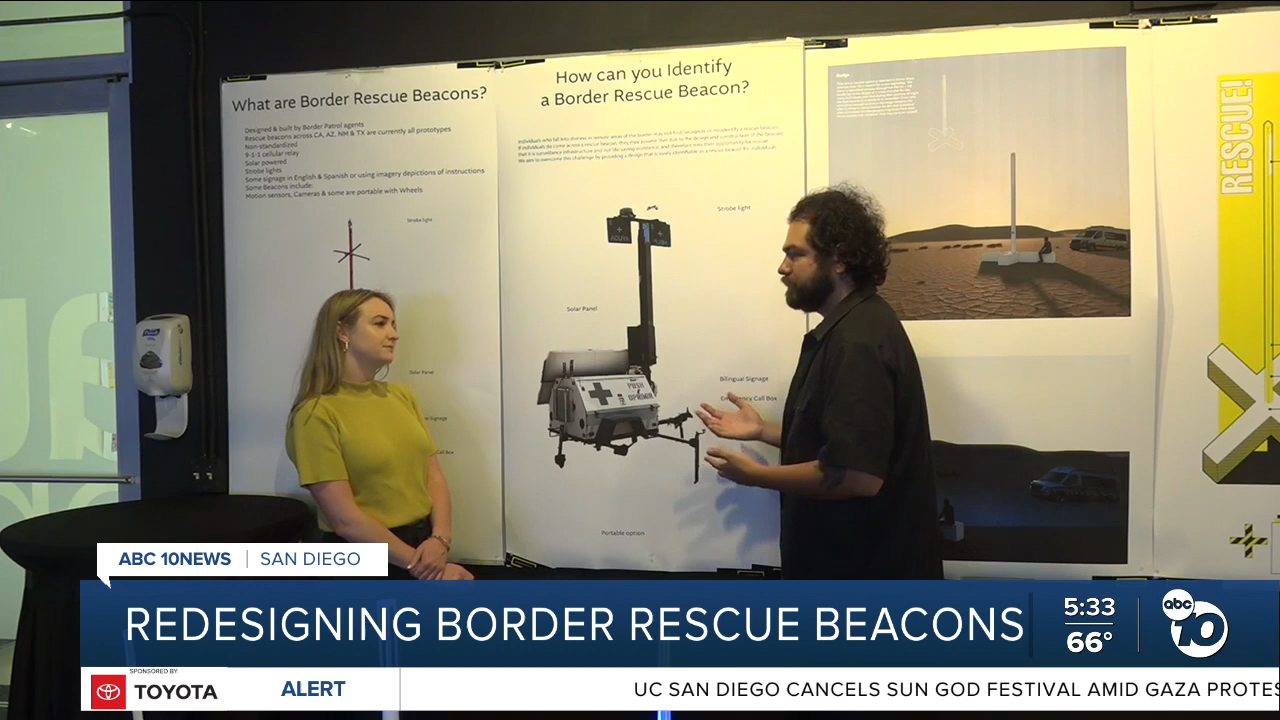 What are Border Rescue Beacons?
Designed & built by Border Patrol agents
Rescue beacons across CA, AZ, NM & TX are currently all prototypes
Non-standardized
9-1-1 cellular relay
Solar powered
Strobe lights
Some signage in English & Spanish or using imagery depictions of instructions
Some Beacons include:
Motion sensors, Cameras & some are portable with Wheels
Strobe light
Solar Panel
Call Box
How can you Identify
a Border Rescue Beacon?
Strobe light
Solar Panel
PUSH
Bilingual Signage
Emergency Call Box
Portable option
RESCUE!
ABC 10NEWS | SAN DIEGO
REDESIGNING BORDER RESCUE BEACONS
5:33
66°
abc
10
SPONSORED BY:
TOYOTA
ALERT
UC SAN DIEGO CANCELS SUN GOD FESTIVAL AMID GAZA PROTES